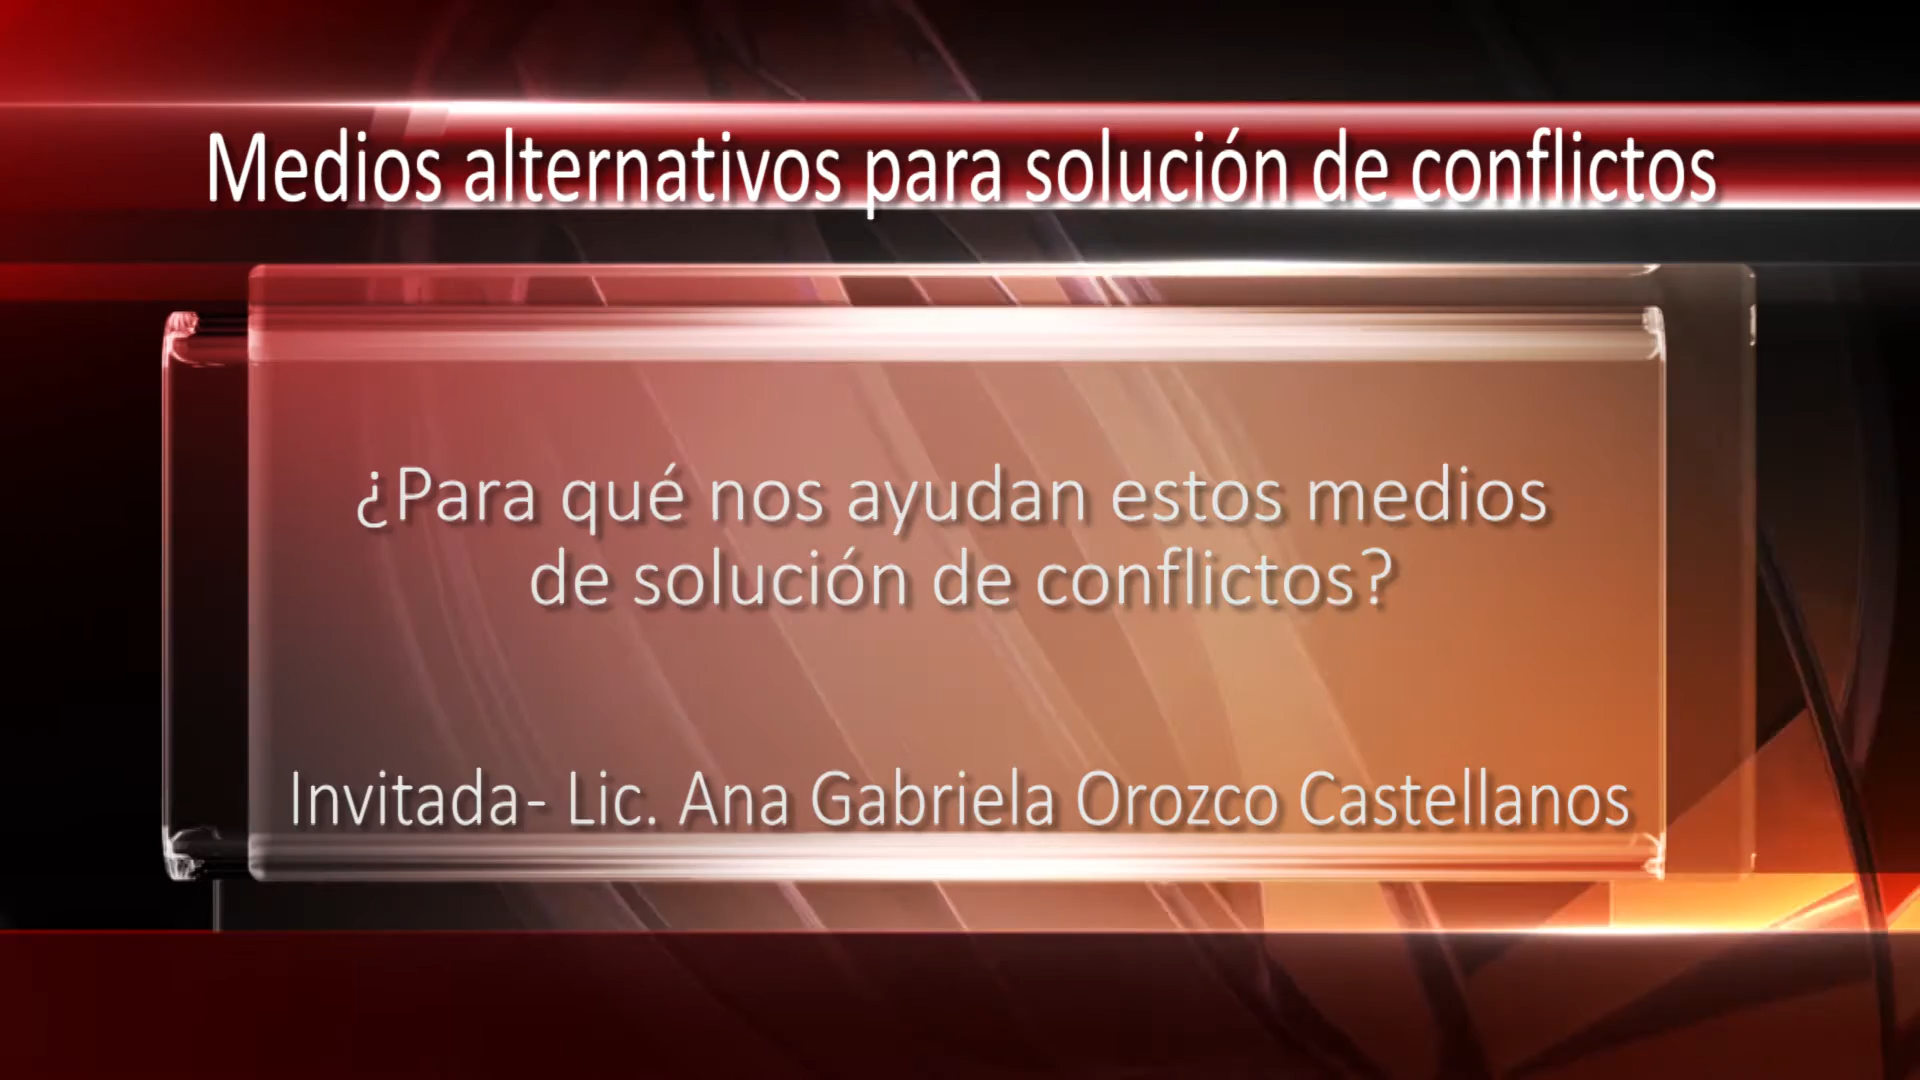 Medios alternativos para solución de conflictos
¿Para qué nos ayudan estos medios
de solución de conflictos?
Invitada- Lic. Ana Gabriela Orozco Castellanos